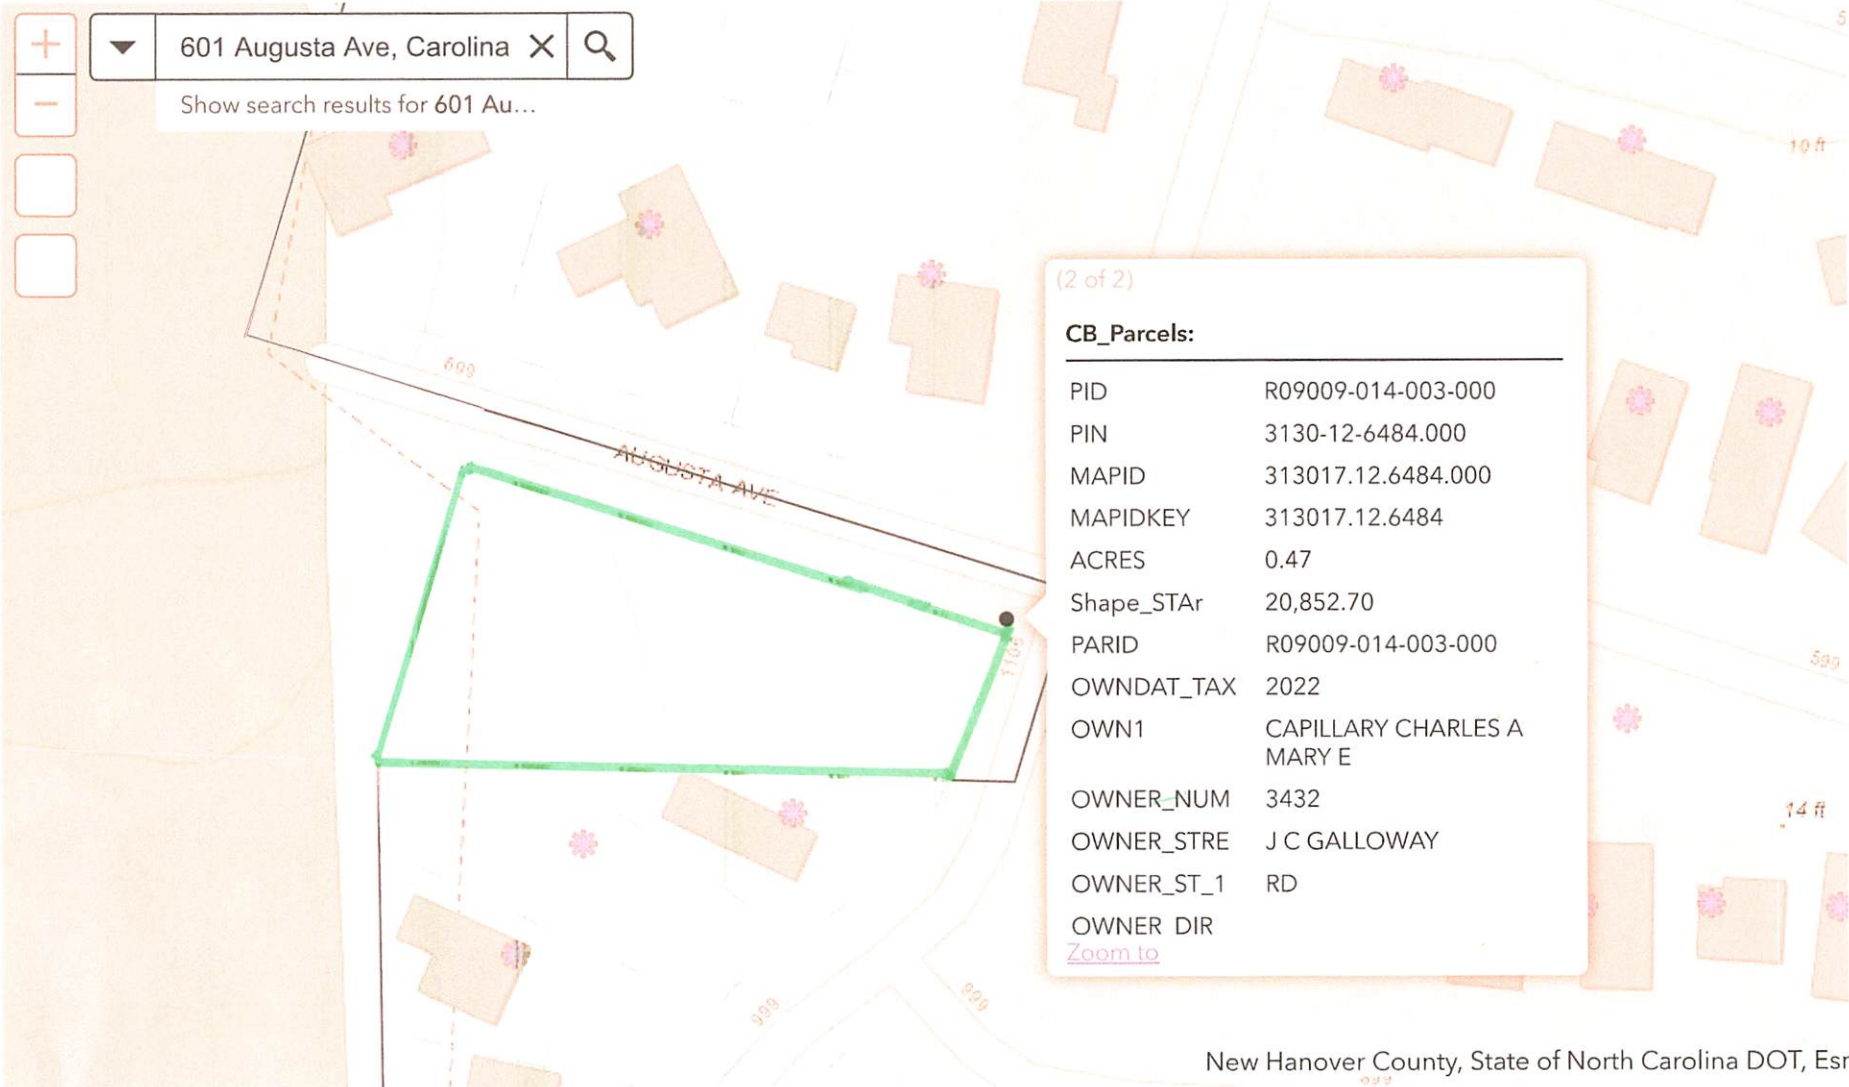 601 Augusta Ave, Carolina
Show search results for 601 Au...
10 ft
699
AUGUSTA AVE
(2 of 2)
CB_Parcels:
PID R09009-014-003-000
PIN 3130-12-6484.000
MAPID 313017.12.6484.000
MAPIDKEY 313017.12.6484
ACRES 0.47
Shape_STAr 20,852.70
PARID R09009-014-003-000
OWNDAT_TAX 2022
OWN1 CAPILLARY CHARLES A
MARY E
OWNER_NUM 3432
OWNER_STRE J C GALLOWAY
OWNER_ST_1 RD
OWNER DIR
Zoom to
1100
599
14 ft
999
999
New Hanover County, State of North Carolina DOT, Esr